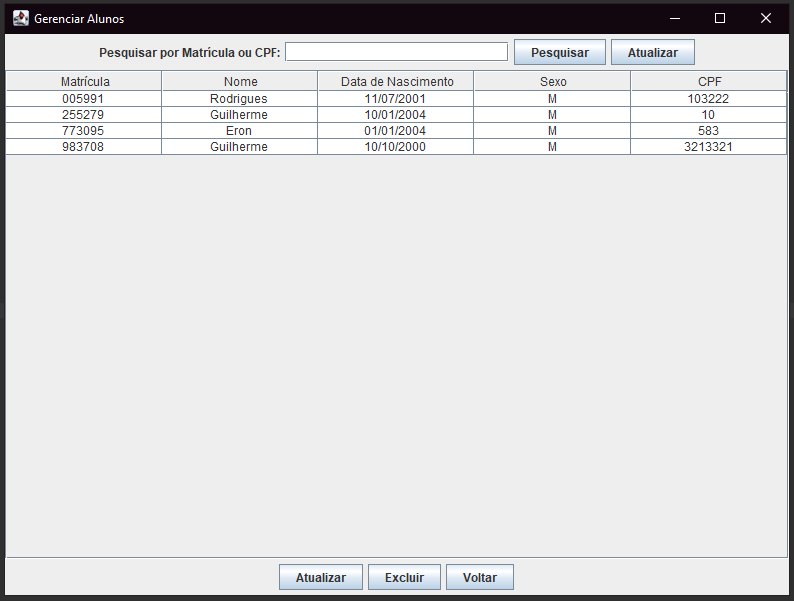 Gerenciar Alunos
Pesquisar por Matrícula ou CPF: Pesquisar Atualizar
Matrícula Nome Data de Nascimento Sexo CPF
005991 Rodrigues 11/07/2001 M 103222
255279 Guilherme 10/01/2004 M 10
773095 Eron 01/01/2004 M 583
983708 Guilherme 10/10/2000 M 3213321
Atualizar Excluir Voltar